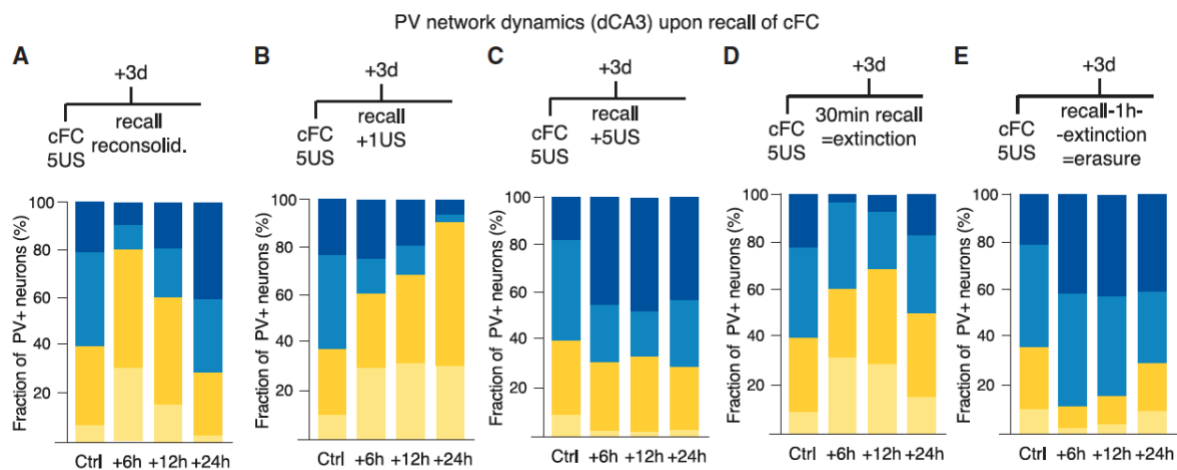 PV network dynamics (dCA3) upon recall of cFC
A
+3d
cFC
5US
recall
reconsolid.
Fraction of PV+ neurons (%)
100
80
60
40
20
Ctrl +6h +12h +24h
B
+3d
cFC
5US
recall
+1US
Fraction of PV+ neurons (%)
100
80
60
40
20
Ctrl +6h +12h +24h
C
+3d
cFC
5US
recall
+5US
Fraction of PV+ neurons (%)
100
80
60
40
20
Ctrl +6h +12h +24h
D
+3d
cFC
5US
30min recall
=extinction
Fraction of PV+ neurons (%)
100
80
60
40
20
Ctrl +6h +12h +24h
E
+3d
cFC
5US
recall-1h-
-extinction
=erasure
Fraction of PV+ neurons (%)
100
80
60
40
20
Ctrl +6h +12h +24h